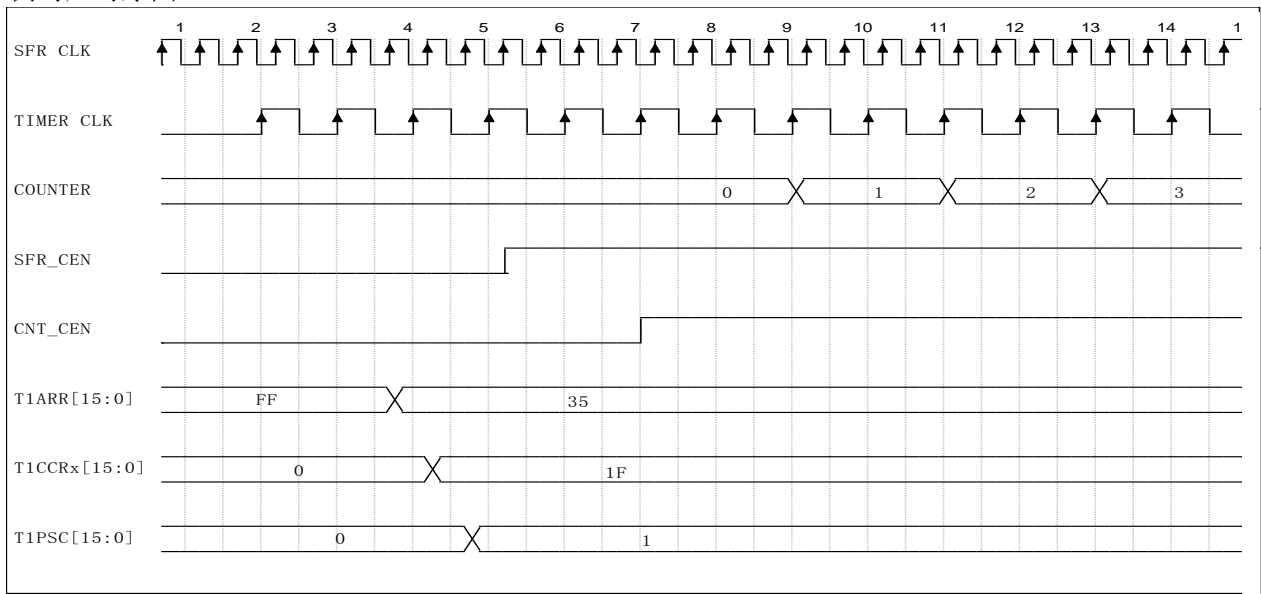 1 2 3 4 5 6 7 8 9 10 11 12 13 14 1
SFR CLK
TIMER CLK
COUNTER 0 1 2 3
SFR_CEN
CNT_CEN
T1ARR[15:0] FF 35
T1CCRx[15:0] 0 1F
T1PSC[15:0] 0 1